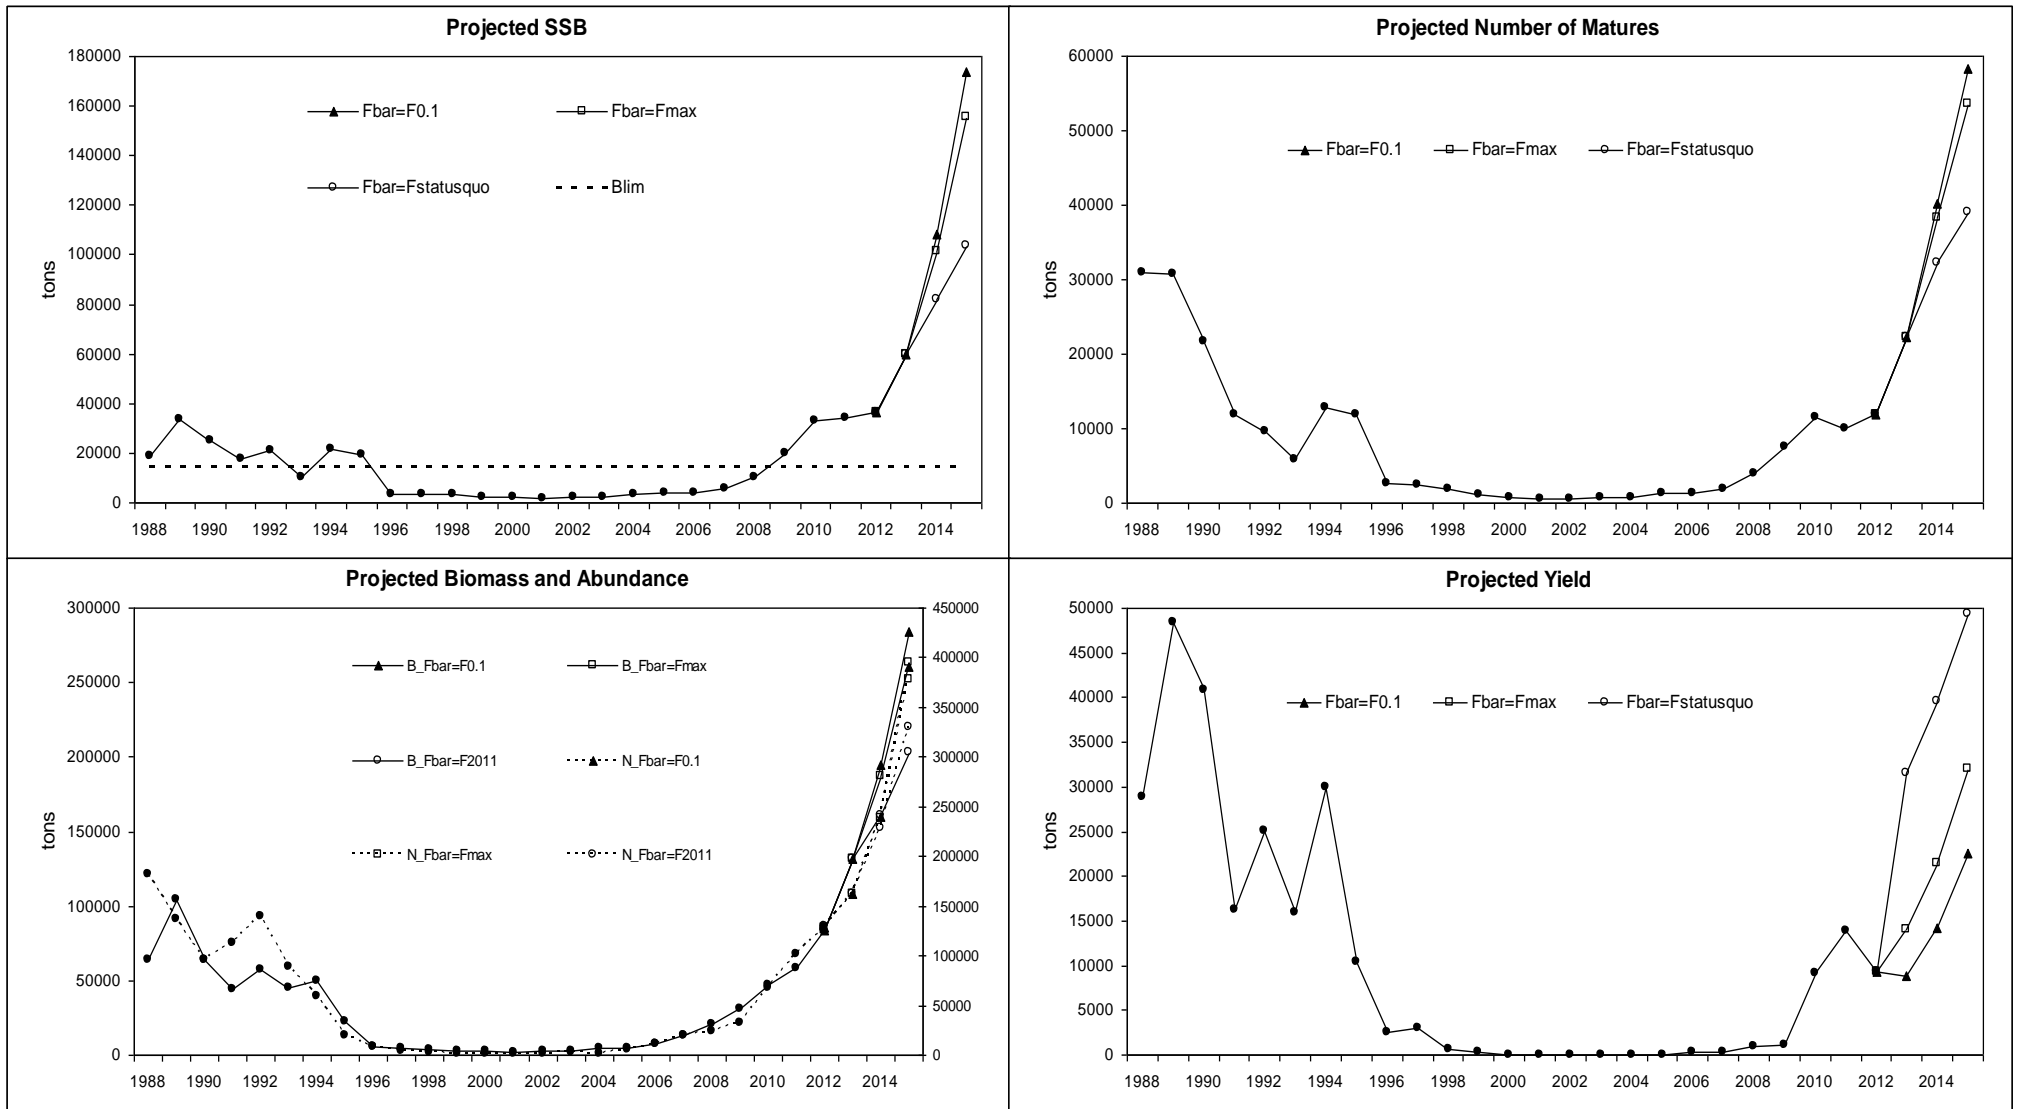 Projected SSB
180000
160000
140000
120000
100000
80000
60000
40000
20000
0
tons
Fbar=F0.1
Fbar=Fmax
Fbar=Fstatusquo
Blim
1988 1990 1992 1994 1996 1998 2000 2002 2004 2006 2008 2010 2012 2014
Projected Number of Matures
60000
50000
40000
30000
20000
10000
0
tons
Fbar=F0.1 Fbar=Fmax Fbar=Fstatusquo
1988 1990 1992 1994 1996 1998 2000 2002 2004 2006 2008 2010 2012 2014
Projected Biomass and Abundance
300000
250000
200000
150000
100000
50000
0
tons
B_Fbar=F0.1
B_Fbar=Fmax
B_Fbar=F2011
N_Fbar=F0.1
N_Fbar=Fmax
N_Fbar=F2011
450000
400000
350000
300000
250000
200000
150000
100000
50000
0
1988 1990 1992 1994 1996 1998 2000 2002 2004 2006 2008 2010 2012 2014
Projected Yield
50000
45000
40000
35000
30000
25000
20000
15000
10000
5000
0
tons
Fbar=F0.1 Fbar=Fmax Fbar=Fstatusquo
1988 1990 1992 1994 1996 1998 2000 2002 2004 2006 2008 2010 2012 2014